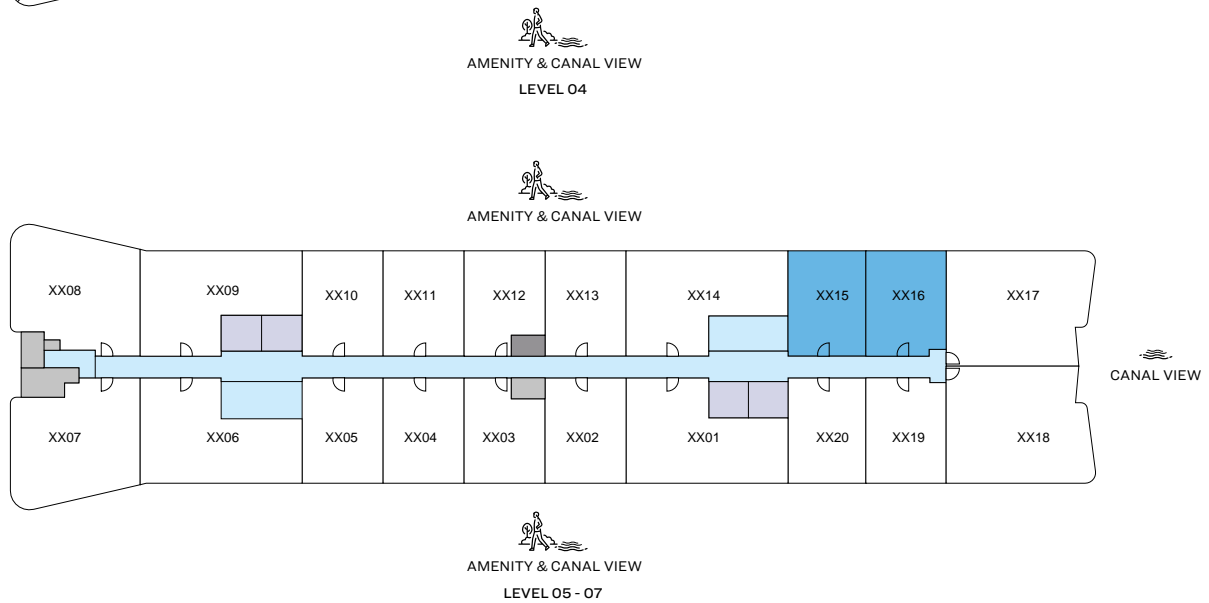 AMENITY & CANAL VIEW
LEVEL 04
AMENITY & CANAL VIEW
XX08 XX09 XX10 XX11 XX12 XX13 XX14 XX15 XX16 XX17
CANAL VIEW
XX07 XX06 XX05 XX04 XX03 XX02 XX01 XX20 XX19 XX18
AMENITY & CANAL VIEW
LEVEL 05 - 07